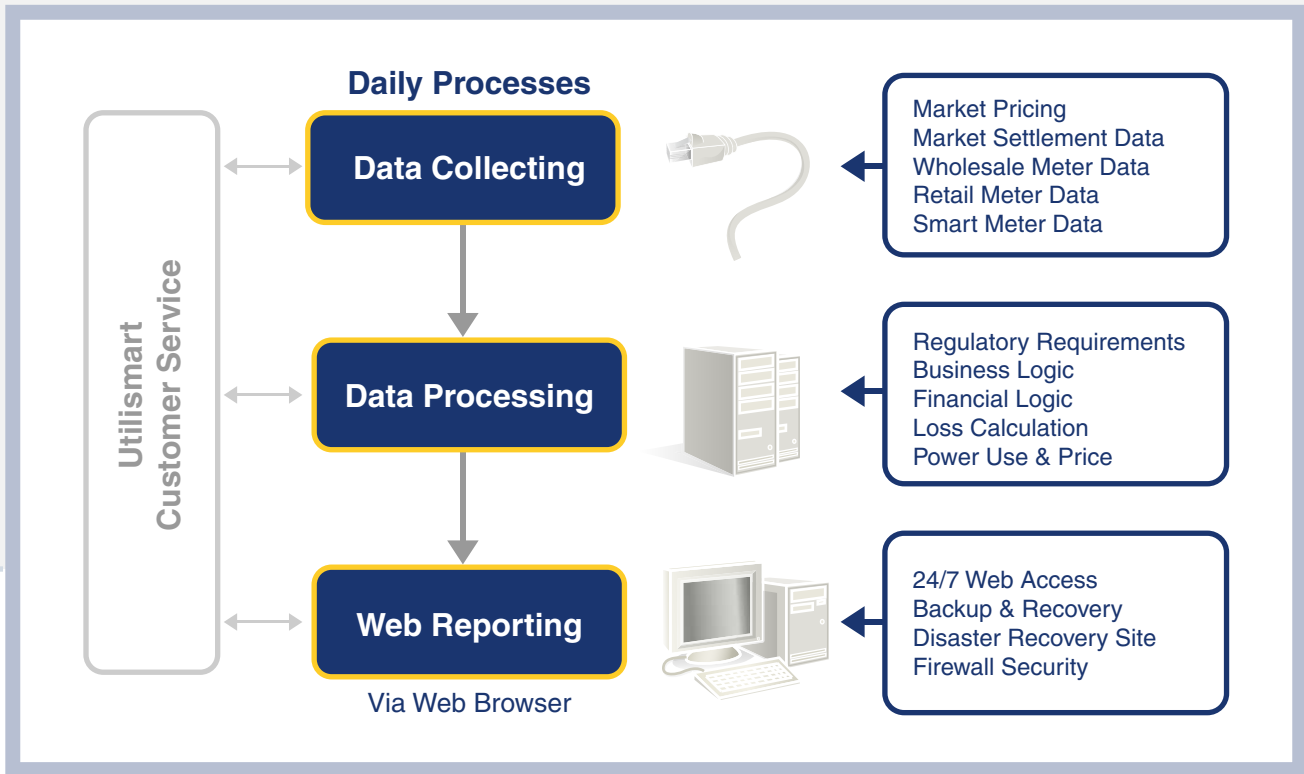 Daily Processes
Utilismart
Customer Service
Data Collecting
Market Pricing
Market Settlement Data
Wholesale Meter Data
Retail Meter Data
Smart Meter Data
Data Processing
Regulatory Requirements
Business Logic
Financial Logic
Loss Calculation
Power Use & Price
Web Reporting
Via Web Browser
24/7 Web Access
Backup & Recovery
Disaster Recovery Site
Firewall Security